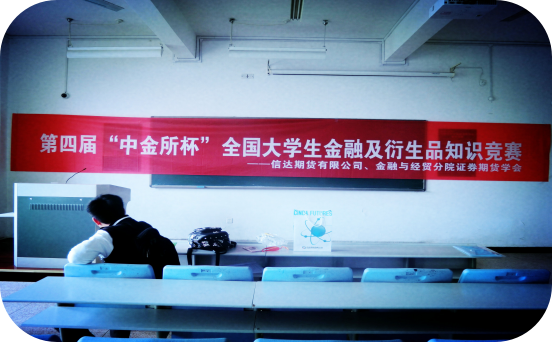 第四届“中金所杯”全国大学生金融及衍生品知识竞赛
——信达期货有限公司、金融与经贸分院证券期货学会